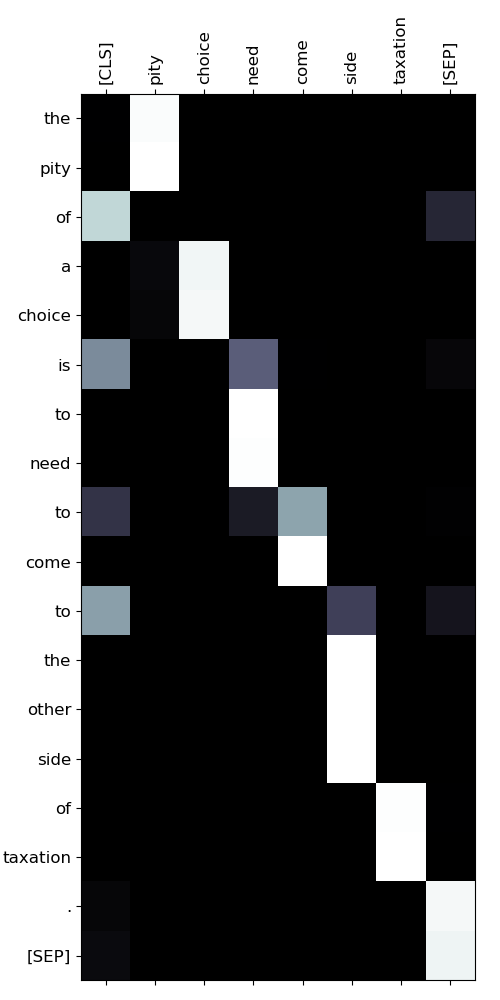 [CLS] pity choice need come side taxation [SEP]
the
pity
of
a
choice
is
to
need
to
come
to
the
other
side
of
taxation
.
[SEP]